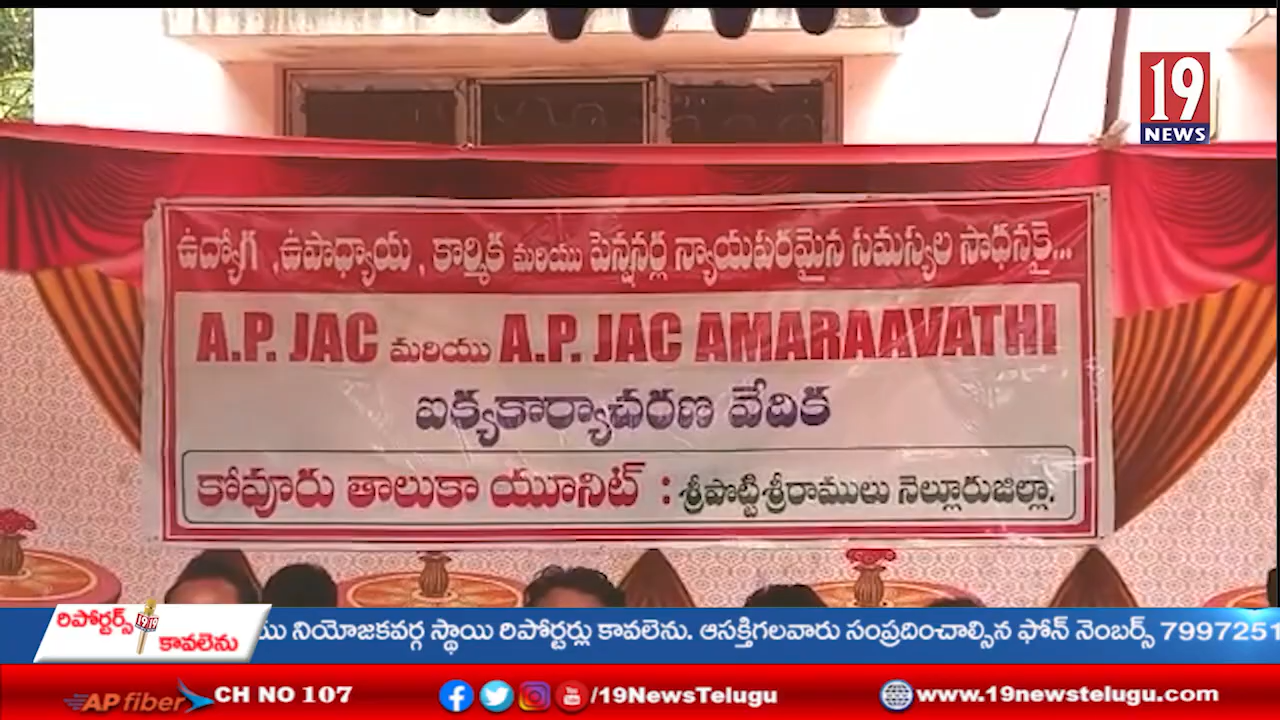 19
NEWS
ఉద్యోగ ,ఉపాధ్యాయ , కార్మిక మరియు పెన్షనర్ల న్యాయపరమైన సమస్యల సాధనకై...
A.P. JAC మరియు A.P. JAC AMARAAVATHI
ఐక్యకార్యాచరణ వేదిక
కోవూరు తాలుకా యూనిట్ : శ్రీపొట్టిశ్రీరాములు నెల్లూరుజిల్లా.
రిపోర్టర్స్ కావలెను
నియోజకవర్గ స్థాయి రిపోర్టర్లు కావలెను. ఆసక్తిగలవారు సంప్రదించాల్సిన ఫోన్ నెంబర్స్ 7997251
AP fiber CH NO 107 /19NewsTelugu www.19newstelugu.com